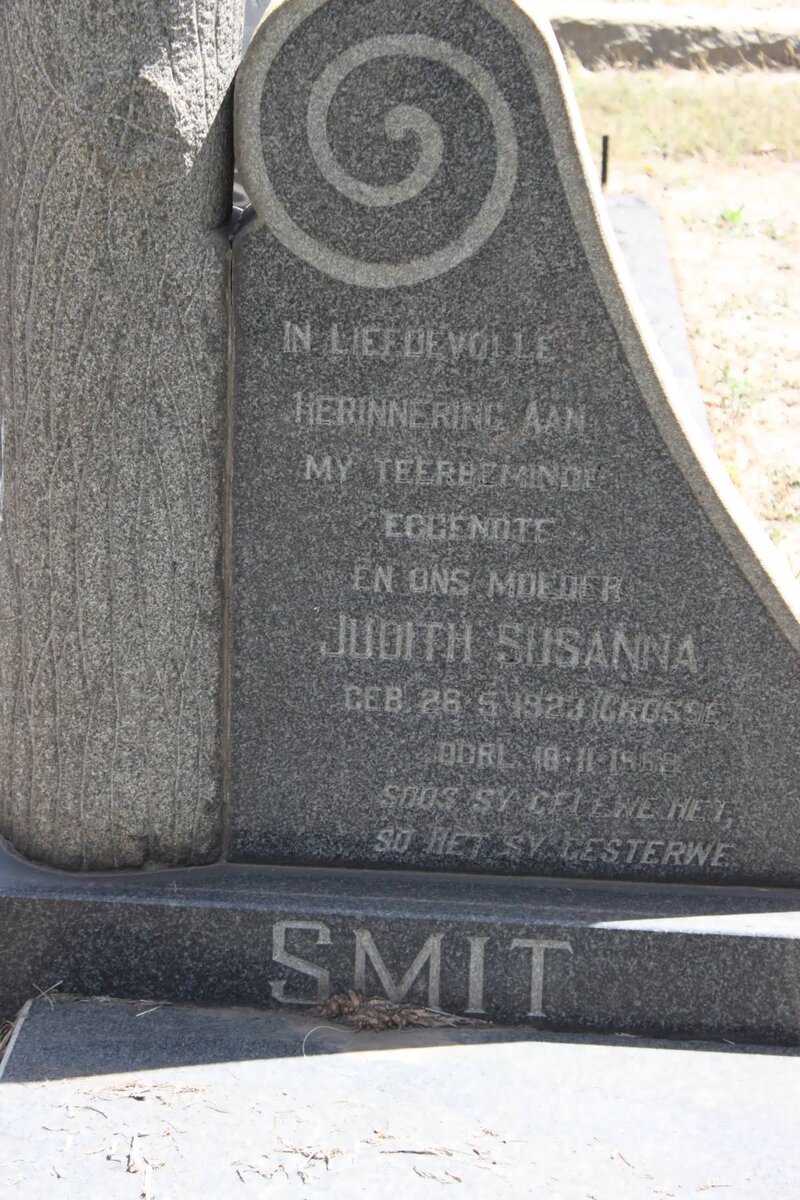 IN LIEFDEVOLLE
HERINNERING AAN
MY TEERBEMINDE
EGGENOTE
EN ONS MOEDER
JUDITH SUSANNA
GEB. 26·5·1923 (GROSSE)
OORL. 18·11·1968
SOOS SY GELEWE HET,
SO HET SY GESTERWE
SMIT